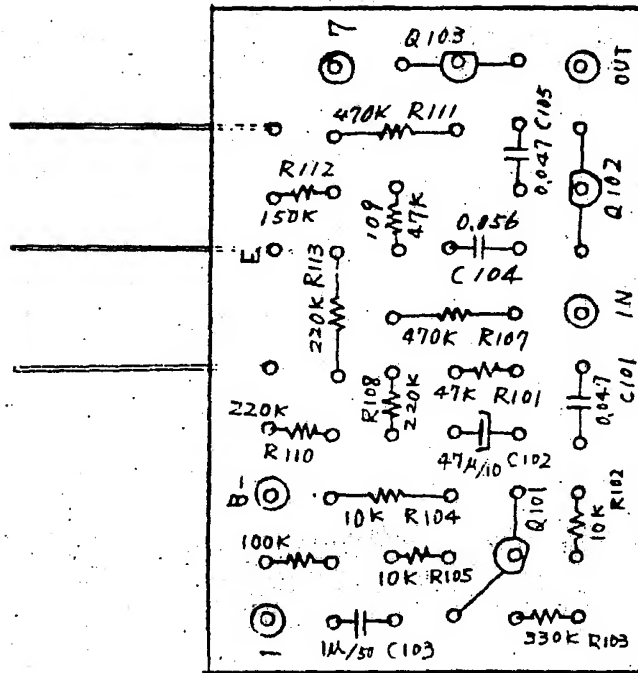 7
Q103
OUT
470K R111
0.047 C105
R112
150K
109
47K
Q102
0.056
C104
E
220K R113
IN
470K R107
R108
220K
47K R101
0.047
C101
220K
R110
47μ/10 C102
B-
10K R104
Q101
10K
R102
100K
10K R105
1
1μ/50 C103
330K R103